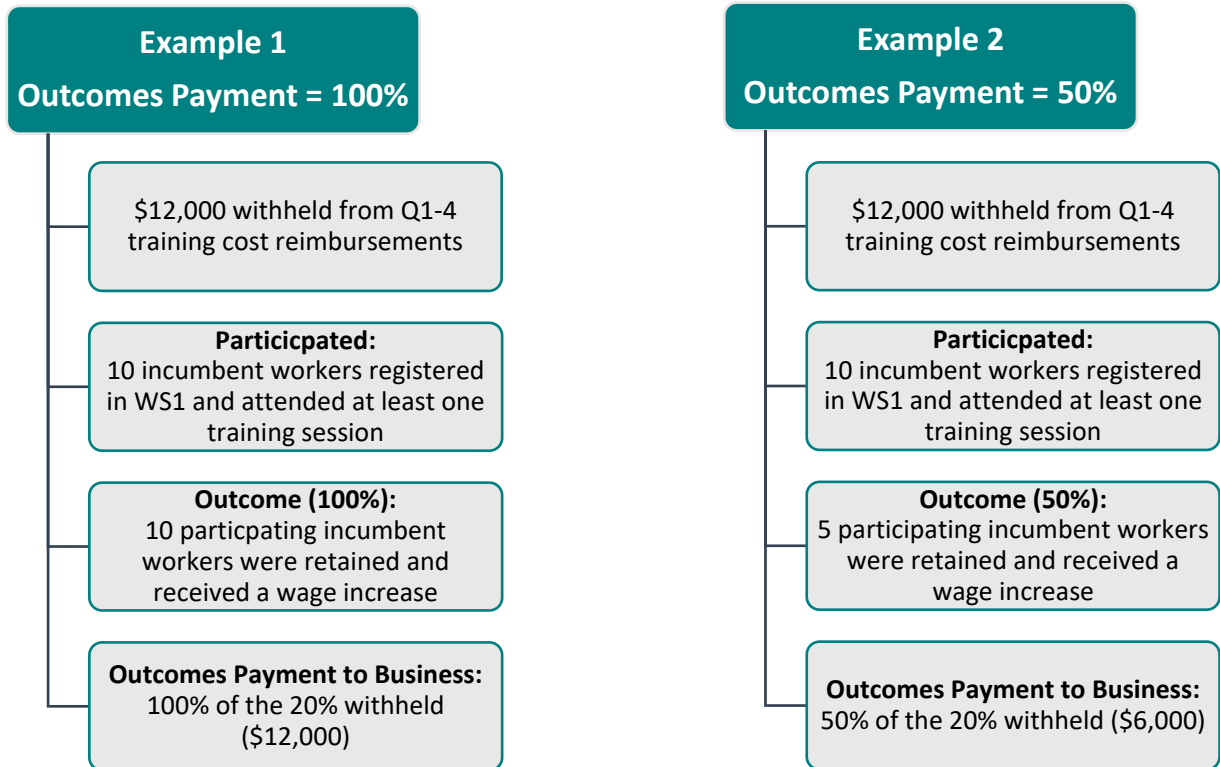 Example 1
Outcomes Payment = 100%
$12,000 withheld from Q1-4
training cost reimbursements
Particicpated:
10 incumbent workers registered
in WS1 and attended at least one
training session
Outcome (100%):
10 particpating incumbent
workers were retained and
received a wage increase
Outcomes Payment to Business:
100% of the 20% withheld
($12,000)
Example 2
Outcomes Payment = 50%
$12,000 withheld from Q1-4
training cost reimbursements
Particicpated:
10 incumbent workers registered
in WS1 and attended at least one
training session
Outcome (50%):
5 participating incumbent workers
were retained and received a
wage increase
Outcomes Payment to Business:
50% of the 20% withheld ($6,000)